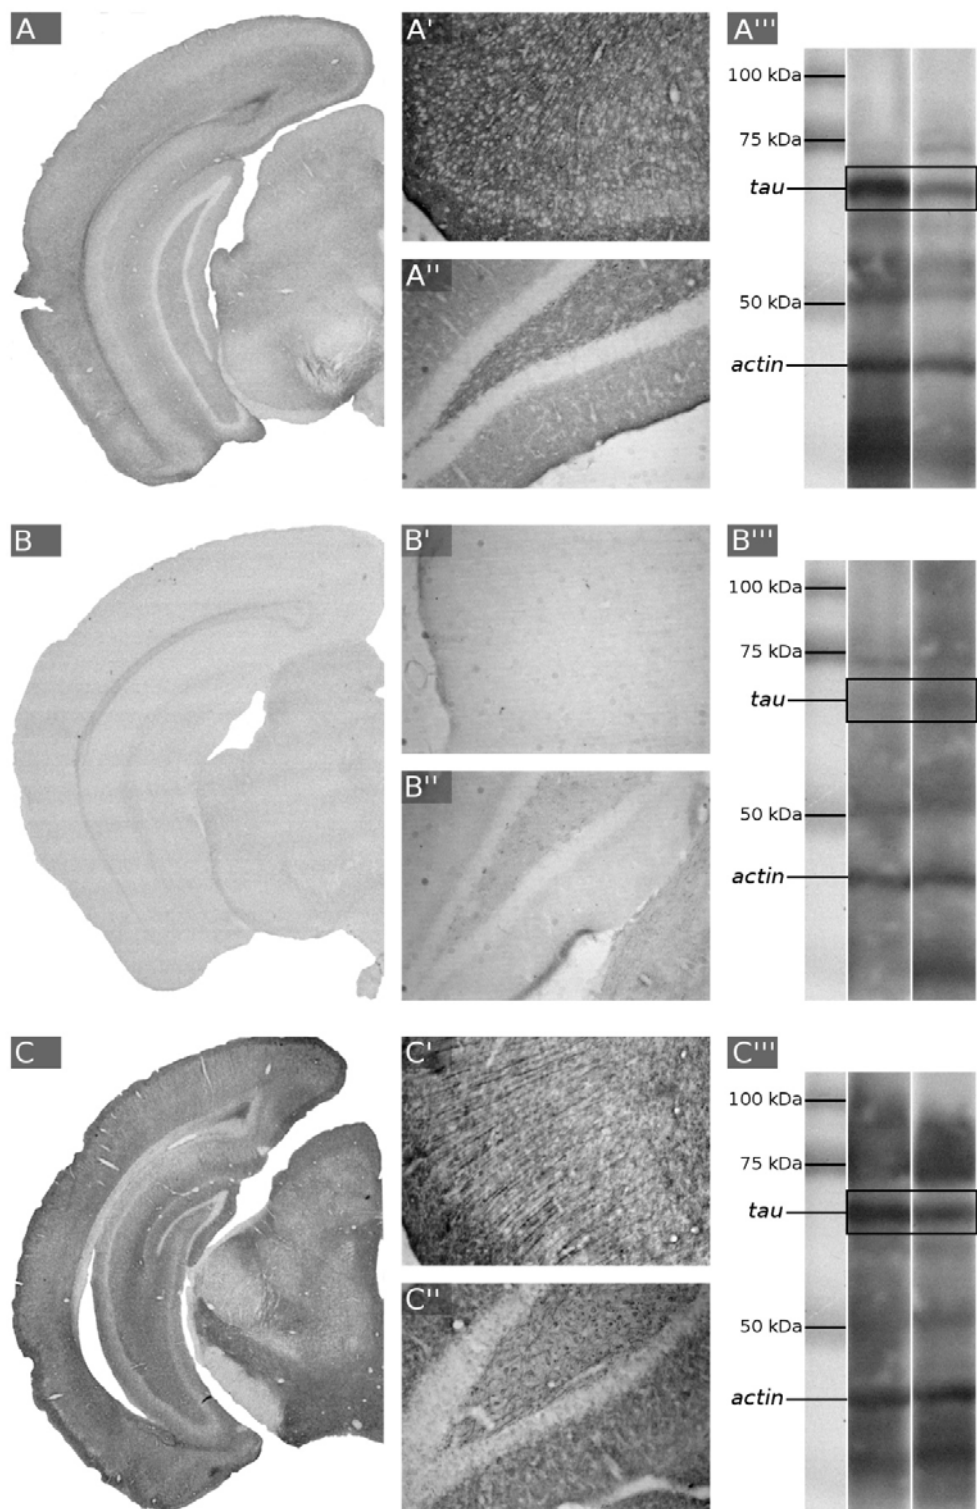 A
A'
A'''
100 kDa
75 kDa
tau
A''
50 kDa
actin
B
B'
B'''
100 kDa
75 kDa
tau
B''
50 kDa
actin
C
C'
C'''
100 kDa
75 kDa
tau
C''
50 kDa
actin